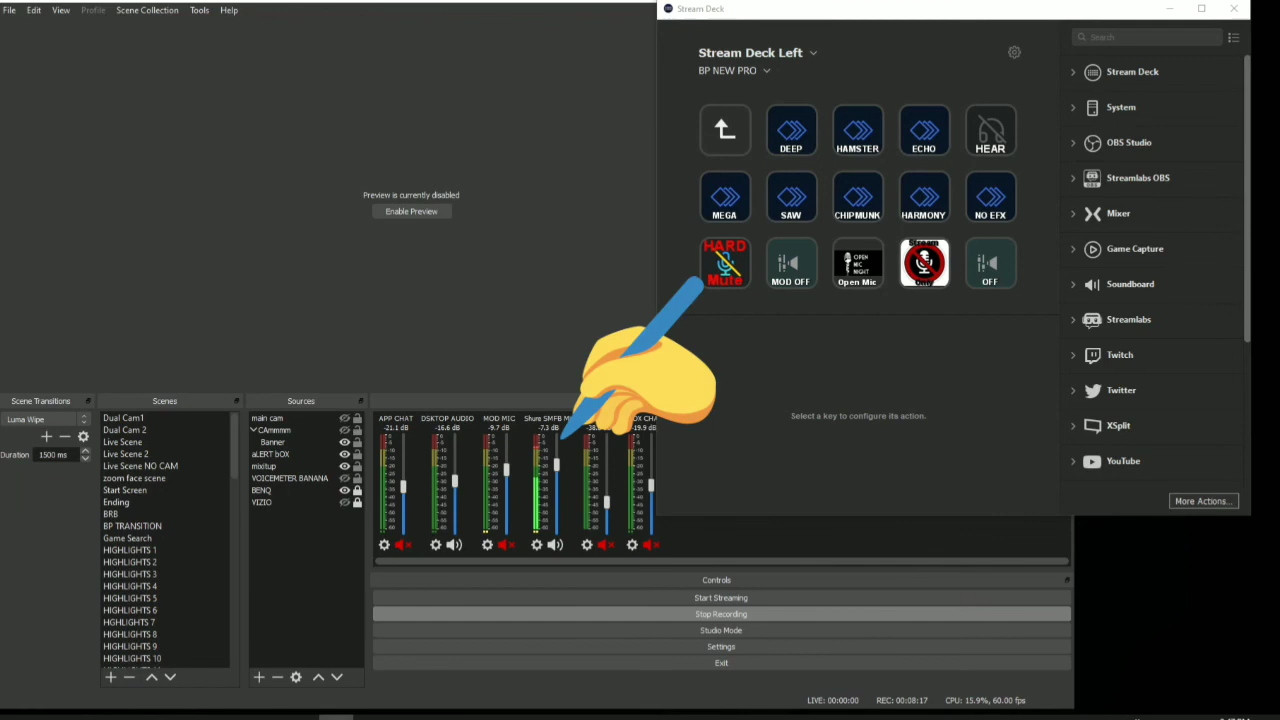 File Edit View Profile Scene Collection Tools Help
Stream Deck
Stream Deck Left
BP NEW PRO
Search
DEEP
HAMSTER
ECHO
HEAR
MEGA
SAW
CHIPMUNK
HARMONY
NO EFX
HARD
Mute
MOD OFF
OPEN
MIC
NIGHT
Open Mic
Stream
Only
OFF
Stream Deck
System
OBS Studio
Streamlabs OBS
Mixer
Game Capture
Soundboard
Streamlabs
Twitch
Twitter
XSplit
YouTube
More Actions...
Select a key to configure its action.
Preview is currently disabled
Enable Preview
Scene Transitions
Luma Wipe
Duration 1500 ms
Scenes
Dual Cam1
Dual Cam 2
Live Scene
Live Scene 2
Live Scene NO CAM
zoom face scene
Start Screen
Ending
BRB
BP TRANSITION
Game Search
HIGHLIGHTS 1
HIGHLIGHTS 2
HIGHLIGHTS 3
HIGHLIGHTS 4
HIGHLIGHTS 5
HIGHLIGHTS 6
HGHLIGHTS 7
HIGHLIGHTS 8
HIGHLIGHTS 9
HIGHLIGHTS 10
Sources
main cam
CAmmmm
Banner
aLERT bOX
mixitup
VOICEMETER BANANA
BENQ
VIZIO
APP CHAT
-21.1 dB
DSKTOP AUDIO
-16.6 dB
MOD MIC
-9.7 dB
Shure SMFB M
-7.3 dB
-19.9 dB
Controls
Start Streaming
Stop Recording
Studio Mode
Settings
Exit
LIVE: 00:00:00 REC: 00:08:17 CPU: 15.9%, 60.00 fps